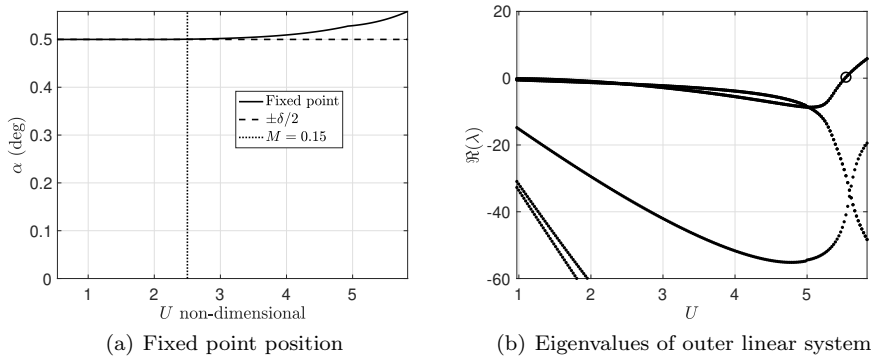 0.5
0.4
0.3
0.2
0.1
0
α (deg)
Fixed point
±δ/2
M = 0.15
1 2 3 4 5
U non-dimensional
(a) Fixed point position
20
0
-20
-40
-60
ℜ(λ)
1 2 3 4 5
U
(b) Eigenvalues of outer linear system